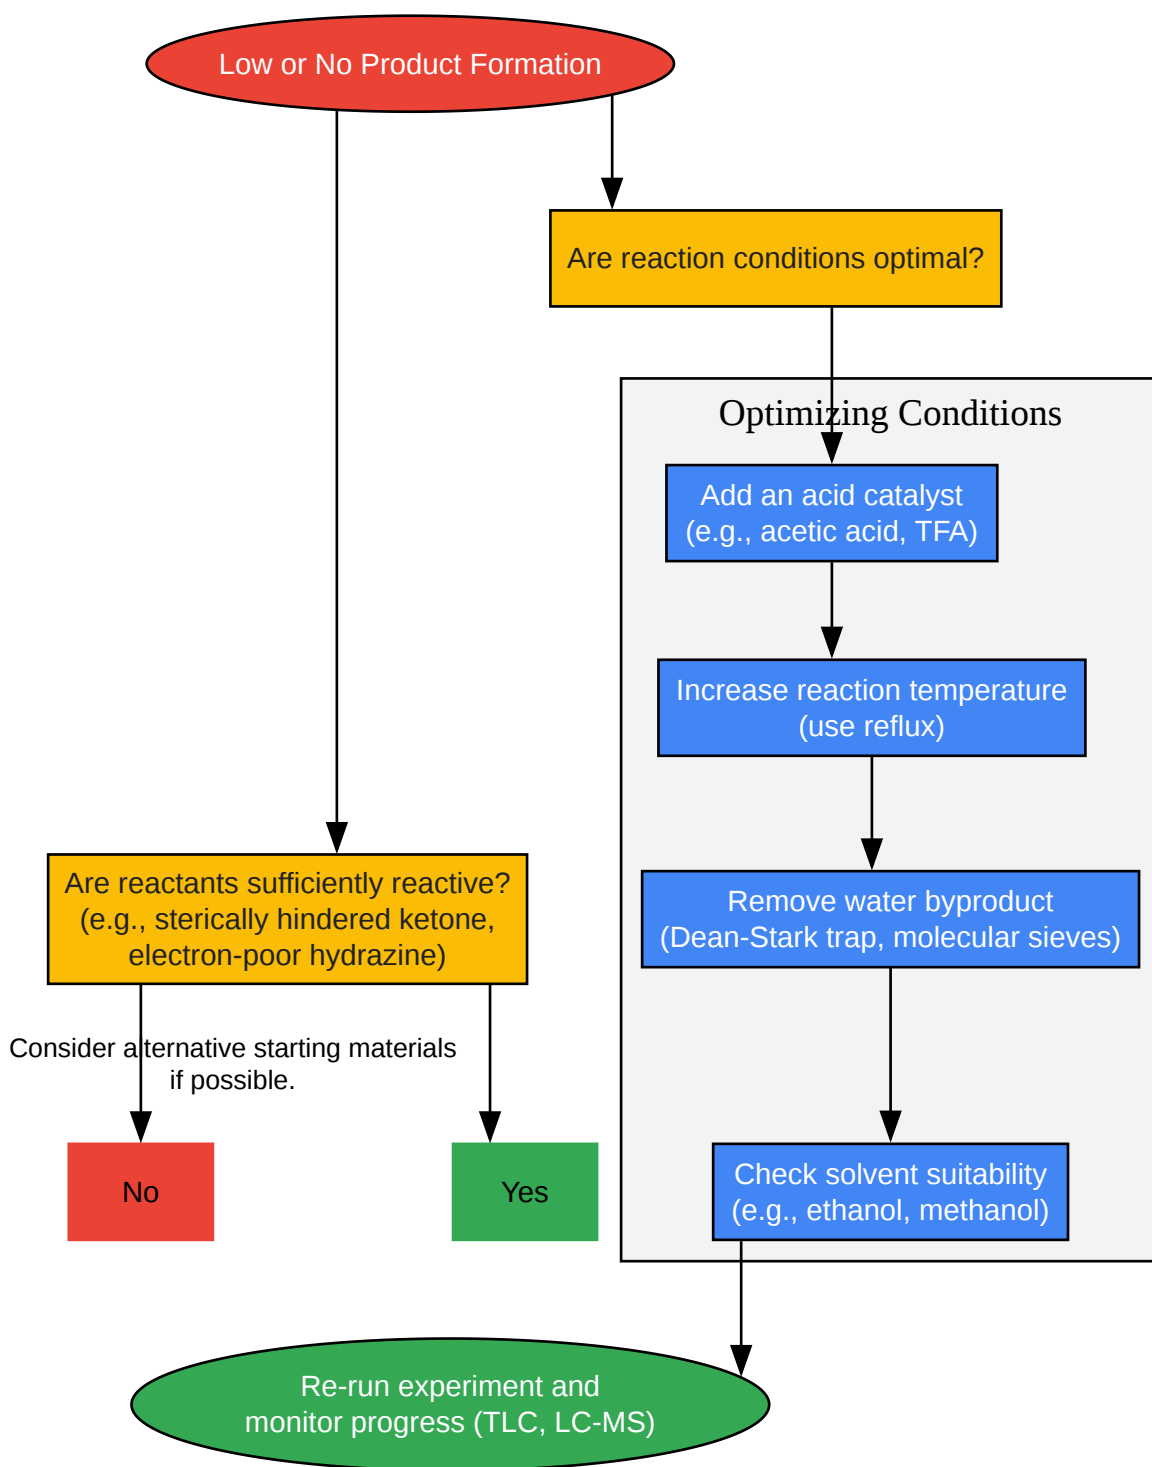 Low or No Product Formation
Are reaction conditions optimal?
Optimizing Conditions
Add an acid catalyst
(e.g., acetic acid, TFA)
Increase reaction temperature
(use reflux)
Are reactants sufficiently reactive?
(e.g., sterically hindered ketone,
electron-poor hydrazine)
Remove water byproduct
(Dean-Stark trap, molecular sieves)
Consider alternative starting materials
if possible.
No
Yes
Check solvent suitability
(e.g., ethanol, methanol)
Re-run experiment and
monitor progress (TLC, LC-MS)